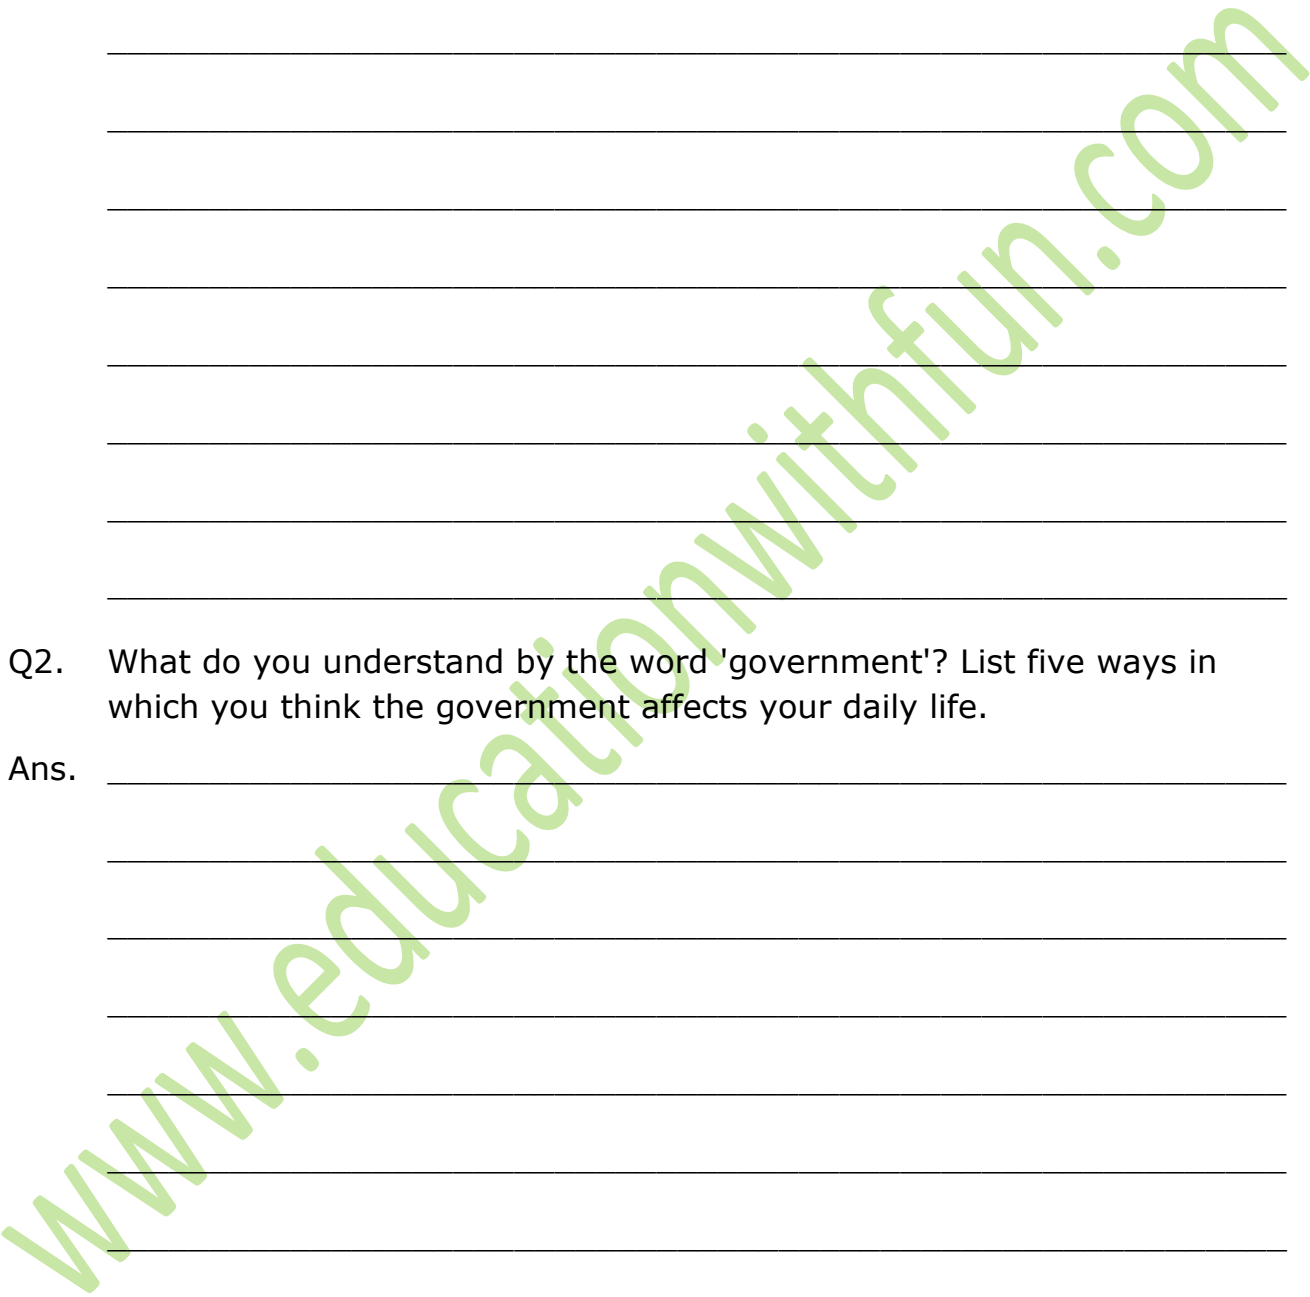 Q2. What do you understand by the word 'government'? List five ways in
which you think the government affects your daily life.
Ans.
www.educationwithfun.com